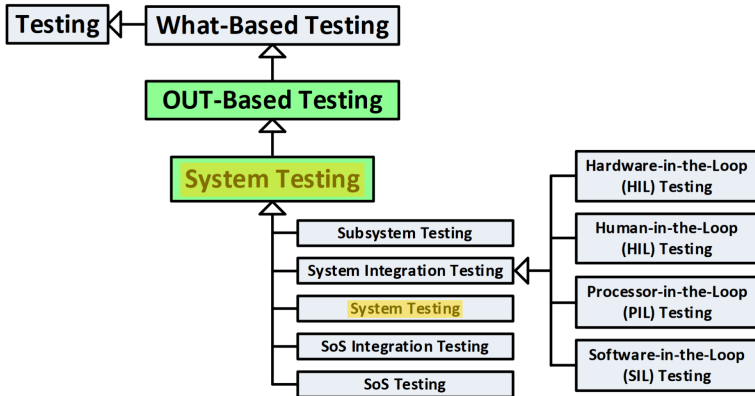 Testing
What-Based Testing
OUT-Based Testing
System Testing
Subsystem Testing
System Integration Testing
System Testing
SoS Integration Testing
SoS Testing
Hardware-in-the-Loop
(HIL) Testing
Human-in-the-Loop
(HIL) Testing
Processor-in-the-Loop
(PIL) Testing
Software-in-the-Loop
(SIL) Testing